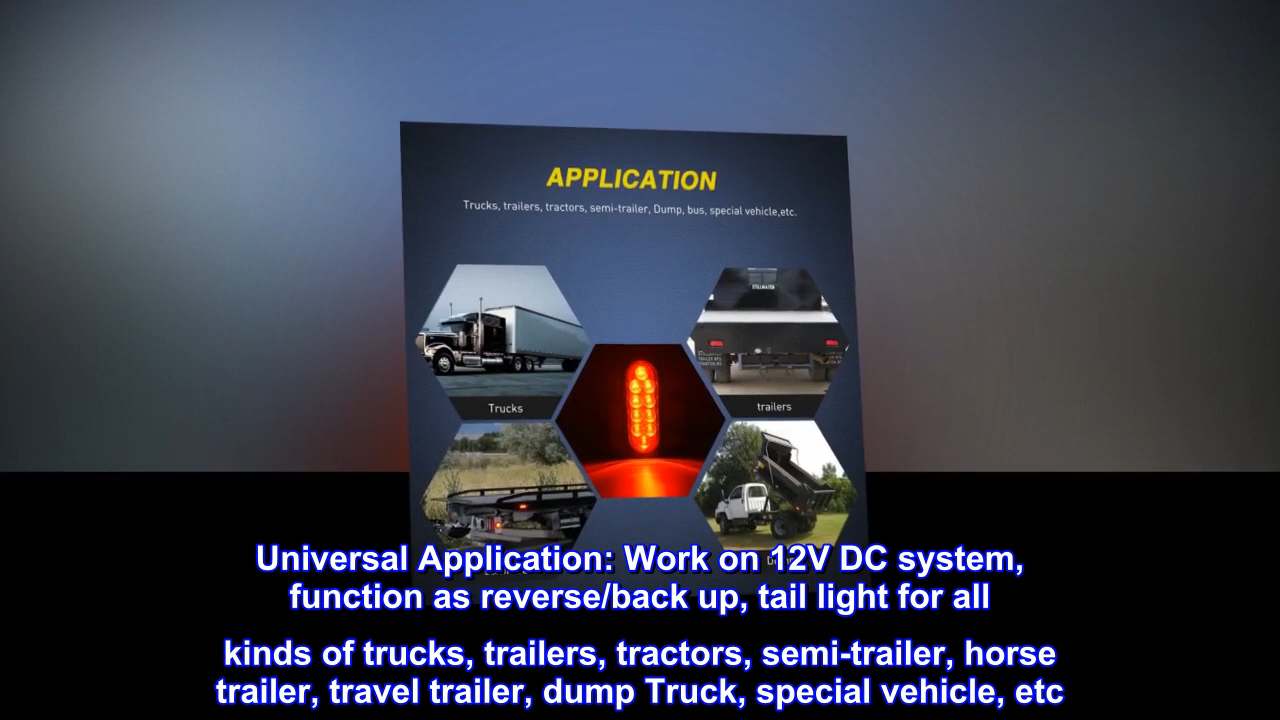 APPLICATION
Trucks, trailers, tractors, semi-trailer, Dump, bus, special vehicle,etc.
STILLWATER
Trucks
trailers
Universal Application: Work on 12V DC system,
function as reverse/back up, tail light for all
kinds of trucks, trailers, tractors, semi-trailer, horse
trailer, travel trailer, dump Truck, special vehicle, etc